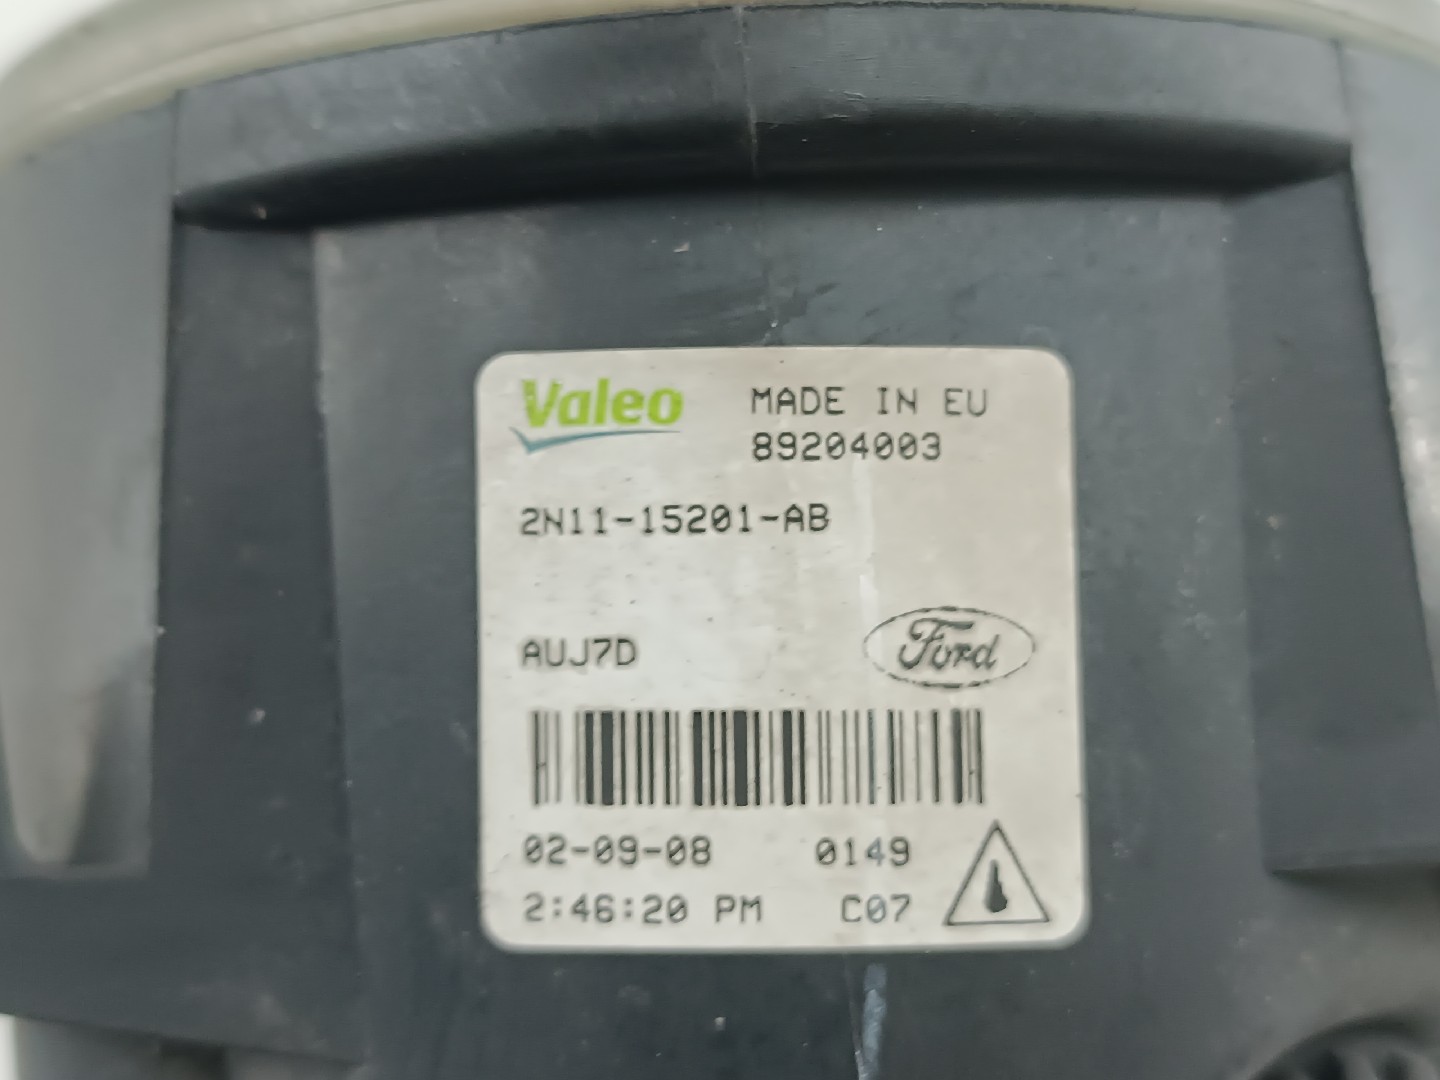 Valeo MADE IN EU
89204003
2N11-15201-AB
AUJ7D Ford
02-09-08 0149
2:46:20 PM C07